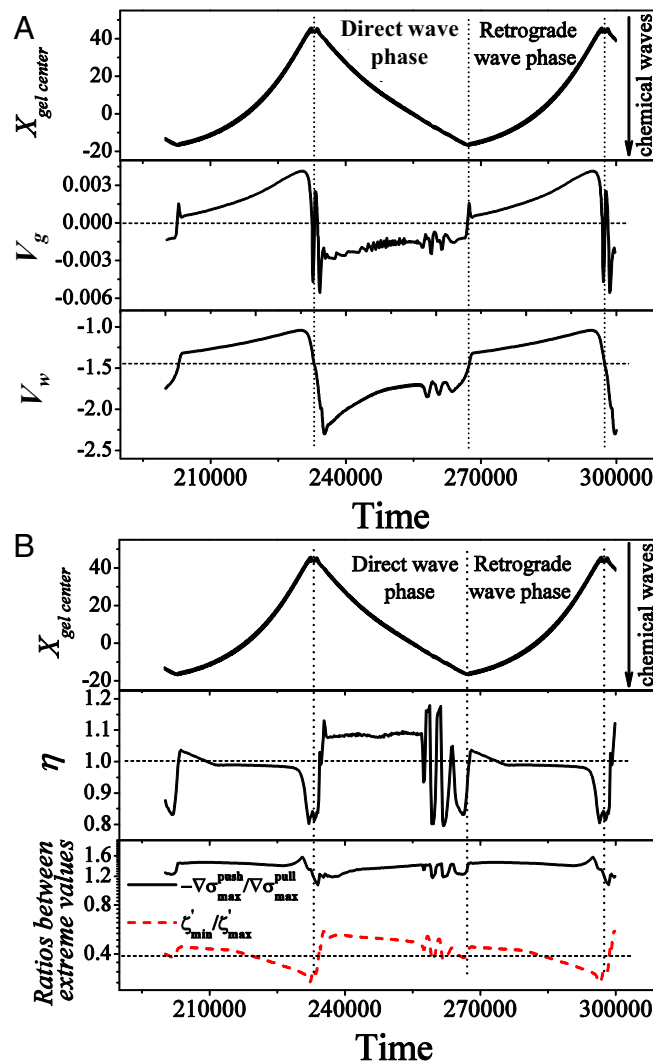 A
Direct wave
phase
Retrograde
wave phase
chemical waves
X gel center
40
20
0
-20
V g
0.003
0.000
-0.003
-0.006
V w
-1.0
-1.5
-2.0
-2.5
210000 240000 270000 300000
Time
B
Direct wave
phase
Retrograde
wave phase
chemical waves
X gel center
40
20
0
-20
η
1.2
1.1
1.0
0.9
0.8
Ratios between
extreme values
1.6
1.2
0.8
0.4
-∇σ push max /∇σ pull max
ζ' min /ζ' max
210000 240000 270000 300000
Time